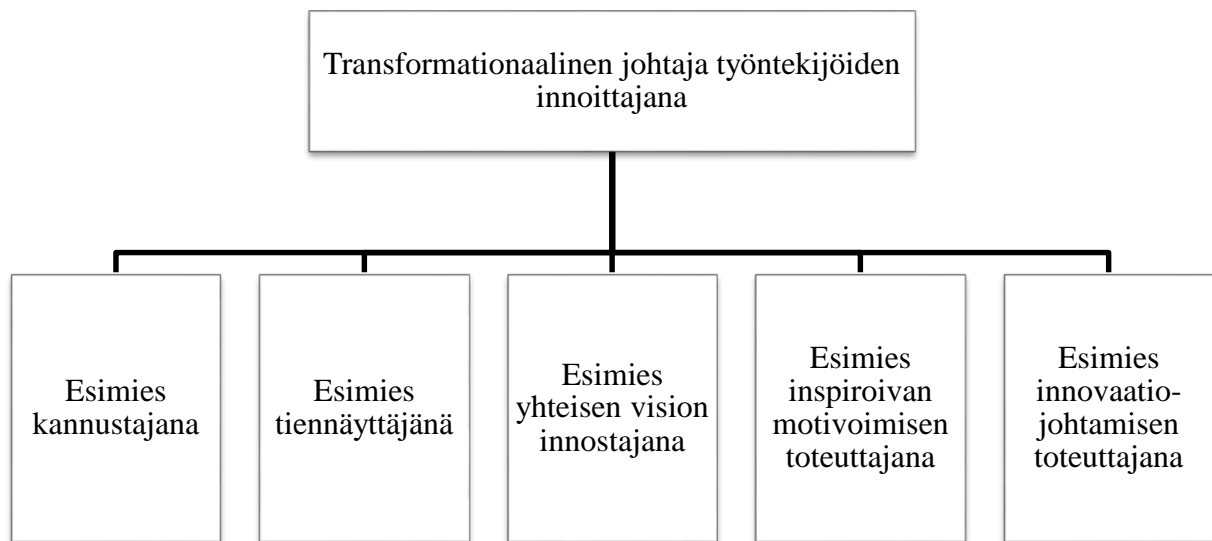 Transformationaalinen johtaja työntekijöiden
innoittajana
Esimies
kannustajana
Esimies
tiennäyttäjänä
Esimies
yhteisen vision
innostajana
Esimies
inspiroivan
motivoimisen
toteuttajana
Esimies
innovaatio-
johtamisen
toteuttajana